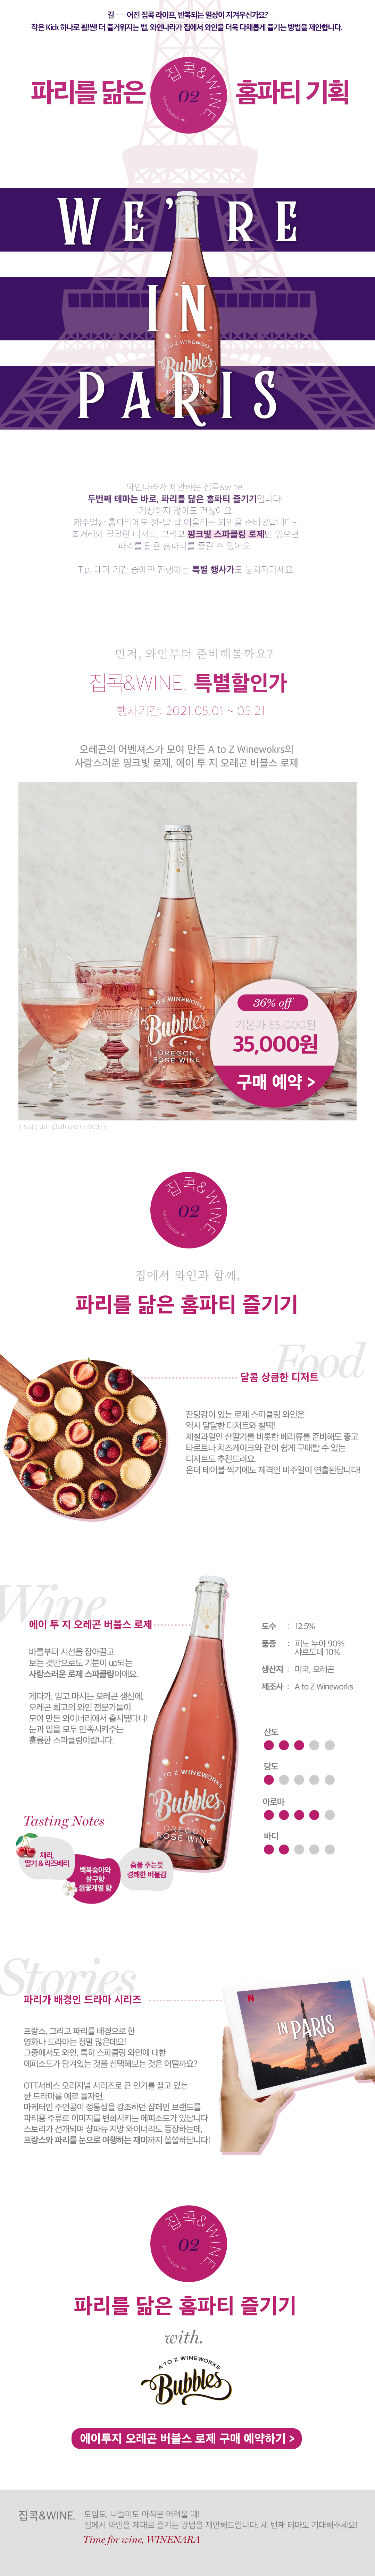 길──어진 집콕 라이프, 반복되는 일상이 지겨우신가요?
작은 Kick 하나로 훨!씬! 더 즐거워지는 법, 와인나라가 집에서 와인을 더욱 다채롭게 즐기는 방법을 제안합니다.
파리를 닮은
집콕&WINE.
02
홈파티 기획
WE'RE
IN
PARIS
A TO Z WINEWORKS
Bubbles
와인나라가 제안하는 집콕&wine,
두번째 테마는 바로, 파리를 닮은 홈파티 즐기기입니다!
거창하지 않아도 괜찮아요.
캐주얼한 홈파티에도 정-말 잘 어울리는 와인을 준비했답니다~
볼거리와 달달한 디저트, 그리고 핑크빛 스파클링 로제만 있으면
파리를 닮은 홈파티를 즐길 수 있어요.
Tip. 테마 기간 중에만 진행하는 특별 행사가도 놓치지마세요!
먼저, 와인부터 준비해볼까요?
집콕&WINE. 특별할인가
행사기간: 2021.05.01 ~ 05.21
오레곤의 어벤져스가 모여 만든 A to Z Winewokrs의
사랑스러운 핑크빛 로제, 에이 투 지 오레곤 버블스 로제
A TO Z WINEWORKS
Bubbles
OREGON
ROSÉ WINE
36% off
기본가 55,000원
35,000원
구매 예약 >
instagram @atozwineworks
집콕&WINE.
02
집에서 와인과 함께,
파리를 닮은 홈파티 즐기기
Food
달콤 상큼한 디저트
잔당감이 있는 로제 스파클링 와인은
역시 달달한 디저트와 찰떡!
제철과일인 산딸기를 비롯한 베리류를 준비해도 좋고
타르트나 치즈케이크와 같이 쉽게 구매할 수 있는
디저트도 추천드려요.
온더 테이블 찍기에도 제격인 비주얼이 연출된답니다!
Wine
에이 투 지 오레곤 버블스 로제
바틀부터 시선을 잡아끌고
보는 것만으로도 기분이 up되는
사랑스러운 로제 스파클링이에요.
게다가, 믿고 마시는 오레곤 생산에,
오레곤 최고의 와인 전문가들이
모여 만든 와이너리에서 출시됐다니!
눈과 입을 모두 만족시켜주는
훌륭한 스파클링이랍니다.
A TO Z WINEWORKS
Bubbles
OREGON
ROSÉ WINE
도수 : 12.5%
품종 : 피노 누아 90%
샤르도네 10%
생산지 : 미국, 오레곤
제조사 : A to Z Wineworks
산도
당도
아로마
바디
Tasting Notes
체리,
딸기 & 라즈베리
백복숭아와
살구향
흰꽃계열 향
춤을 추는듯
경쾌한 버블감
Stories
파리가 배경인 드라마 시리즈
프랑스, 그리고 파리를 배경으로 한
영화나 드라마는 정말 많은데요!
그중에서도 와인, 특히 스파클링 와인에 대한
에피소드가 담겨있는 것을 선택해보는 것은 어떨까요?
OTT서비스 오리지널 시리즈로 큰 인기를 끌고 있는
한 드라마를 예로 들자면,
마케터인 주인공이 정통성을 강조하던 샴페인 브랜드를
파티용 주류로 이미지를 변화시키는 에피소드가 있답니다
스토리가 전개되며 샹파뉴 지방 와이너리도 등장하는데,
프랑스와 파리를 눈으로 여행하는 재미까지 쏠쏠하답니다!
N
IN PARIS
집콕&WINE.
02
파리를 닮은 홈파티 즐기기
with.
A TO Z WINEWORKS
Bubbles
에이투지 오레곤 버블스 로제 구매 예약하기 >
집콕&WINE.
모임도, 나들이도 아직은 어려울 때!
집에서 와인을 제대로 즐기는 방법을 제안해드립니다. 세 번째 테마도 기대해주세요!
Time for wine, WINENARA